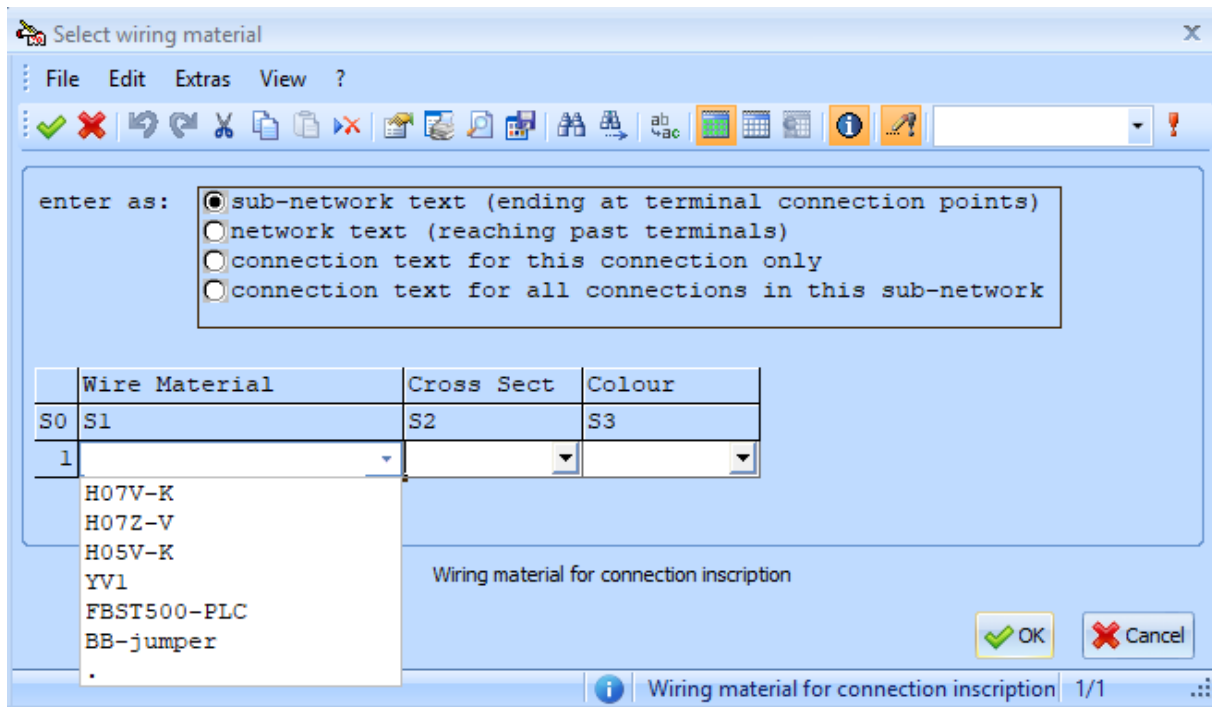 Select wiring material
File Edit Extras View ?
enter as: sub-network text (ending at terminal connection points)
network text (reaching past terminals)
connection text for this connection only
connection text for all connections in this sub-network
Wire Material Cross Sect Colour
S0 S1 S2 S3
1
H07V-K
H07Z-V
H05V-K
YV1
FBST500-PLC
BB-jumper
.
Wiring material for connection inscription
OK Cancel
Wiring material for connection inscription 1/1